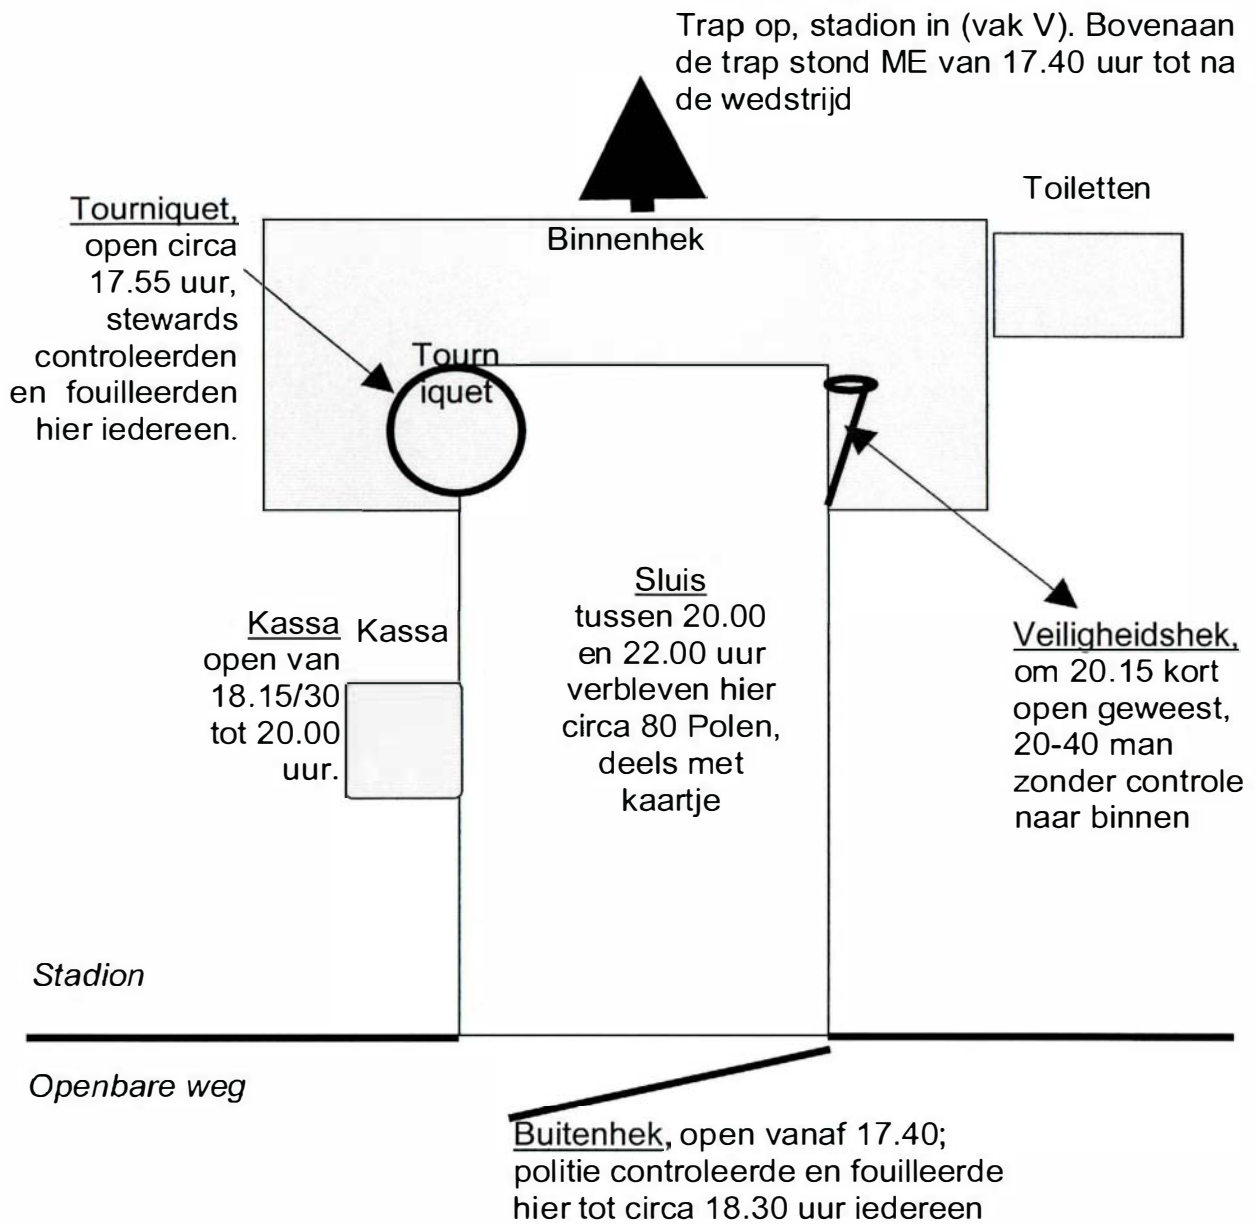 Trap op, stadion in (vak V). Bovenaan
de trap stond ME van 17.40 uur tot na
de wedstrijd
Toiletten
Tourniquet,
open circa
17.55 uur,
stewards
controleerden
en fouilleerden
hier iedereen.
Binnenhek
Tourn
iquet
Sluis
tussen 20.00
en 22.00 uur
verbleven hier
circa 80 Polen,
deels met
kaartje
Kassa
open van
18.15/30
tot 20.00
uur.
Kassa
Veiligheidshek,
om 20.15 kort
open geweest,
20-40 man
zonder controle
naar binnen
Stadion
Openbare weg
Buitenhek, open vanaf 17.40;
politie controleerde en fouilleerde
hier tot circa 18.30 uur iedereen